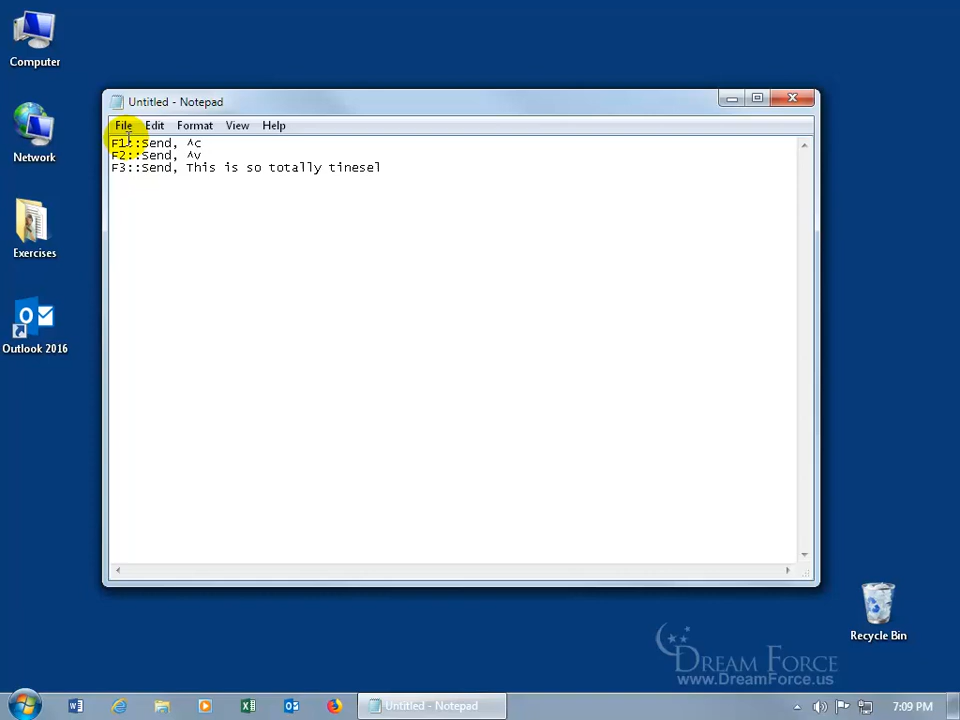 Computer
Network
Exercises
Outlook 2016
Untitled - Notepad
File Edit Format View Help
F1::Send, ^c
F2::Send, ^v
F3::Send, This is so totally tinesel
Recycle Bin
DREAM FORCE
www.DreamForce.us
Untitled - Notepad
7:09 PM